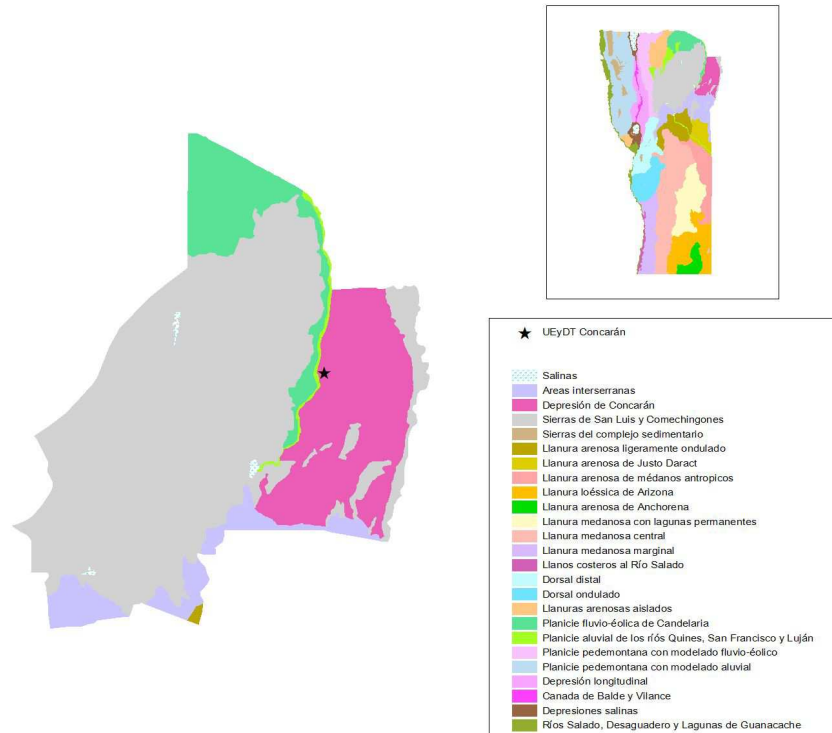 UEyDT Concarán
Salinas
Areas interserranas
Depresión de Concarán
Sierras de San Luis y Comechingones
Sierras del complejo sedimentario
Llanura arenosa ligeramente ondulado
Llanura arenosa de Justo Daract
Llanura arenosa de médanos antropicos
Llanura loéssica de Arizona
Llanura arenosa de Anchorena
Llanura medanosa con lagunas permanentes
Llanura medanosa central
Llanura medanosa marginal
Llanos costeros al Río Salado
Dorsal distal
Dorsal ondulado
Llanuras arenosas aislados
Planicie fluvio-éolica de Candelaria
Planicie aluvial de los ríós Quines, San Francisco y Luján
Planicie pedemontana con modelado fluvio-éolico
Planicie pedemontana con modelado aluvial
Depresión longitudinal
Canada de Balde y Vilance
Depresiones salinas
Ríos Salado, Desaguadero y Lagunas de Guanacache